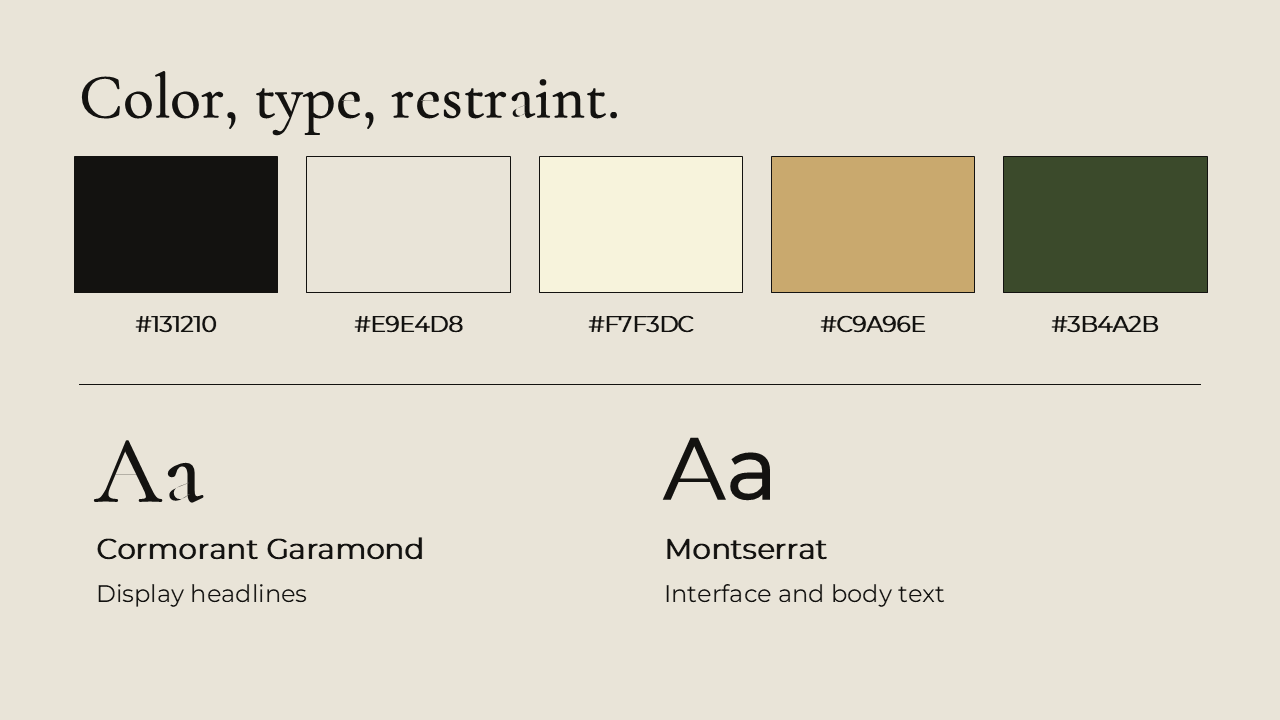 Color, type, restraint.
#131210
#E9E4D8
#F7F3DC
#C9A96E
#3B4A2B
Aa
Aa
Cormorant Garamond
Montserrat
Display headlines
Interface and body text